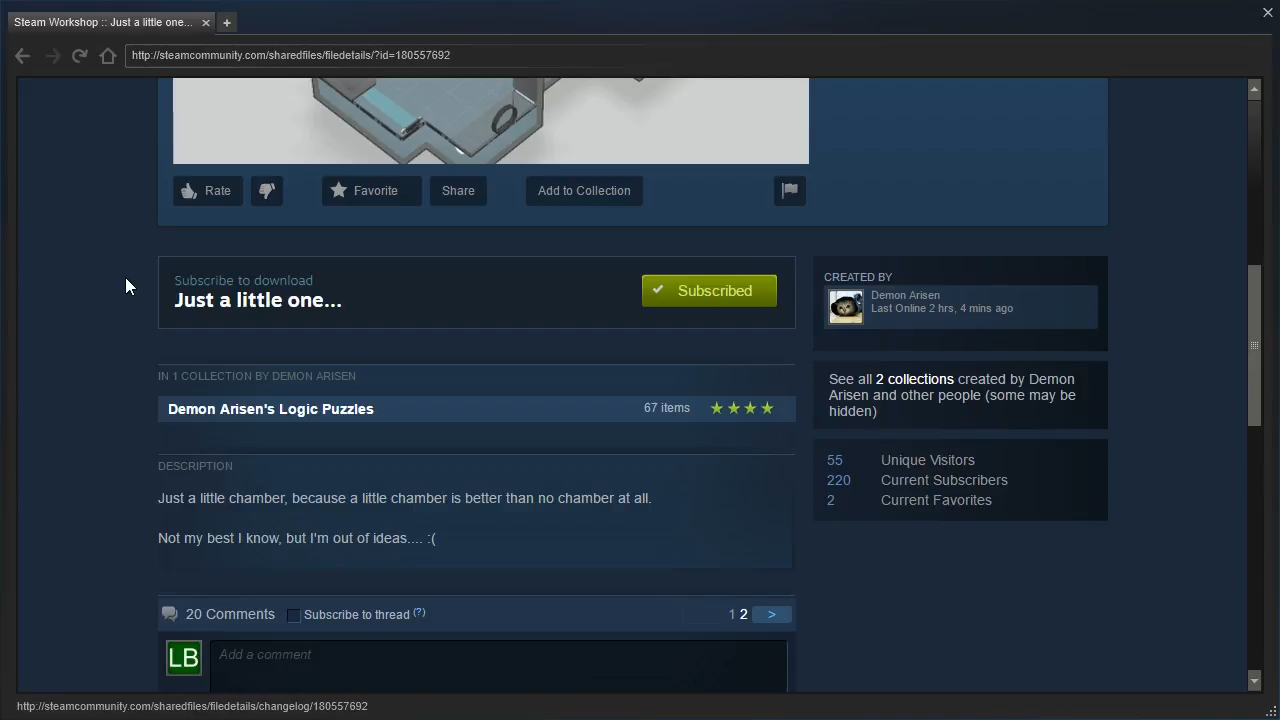 Steam Workshop :: Just a little one...
http://steamcommunity.com/sharedfiles/filedetails/?id=180557692
Rate
Favorite
Share
Add to Collection
Subscribe to download
Just a little one...
Subscribed
CREATED BY
Demon Arisen
Last Online 2 hrs, 4 mins ago
IN 1 COLLECTION BY DEMON ARISEN
Demon Arisen's Logic Puzzles
67 items
See all 2 collections created by Demon
Arisen and other people (some may be
hidden)
DESCRIPTION
Just a little chamber, because a little chamber is better than no chamber at all.
Not my best I know, but I'm out of ideas.... :(
55 Unique Visitors
220 Current Subscribers
2 Current Favorites
20 Comments
Subscribe to thread (?)
1 2 >
LB
Add a comment
http://steamcommunity.com/sharedfiles/filedetails/changelog/180557692